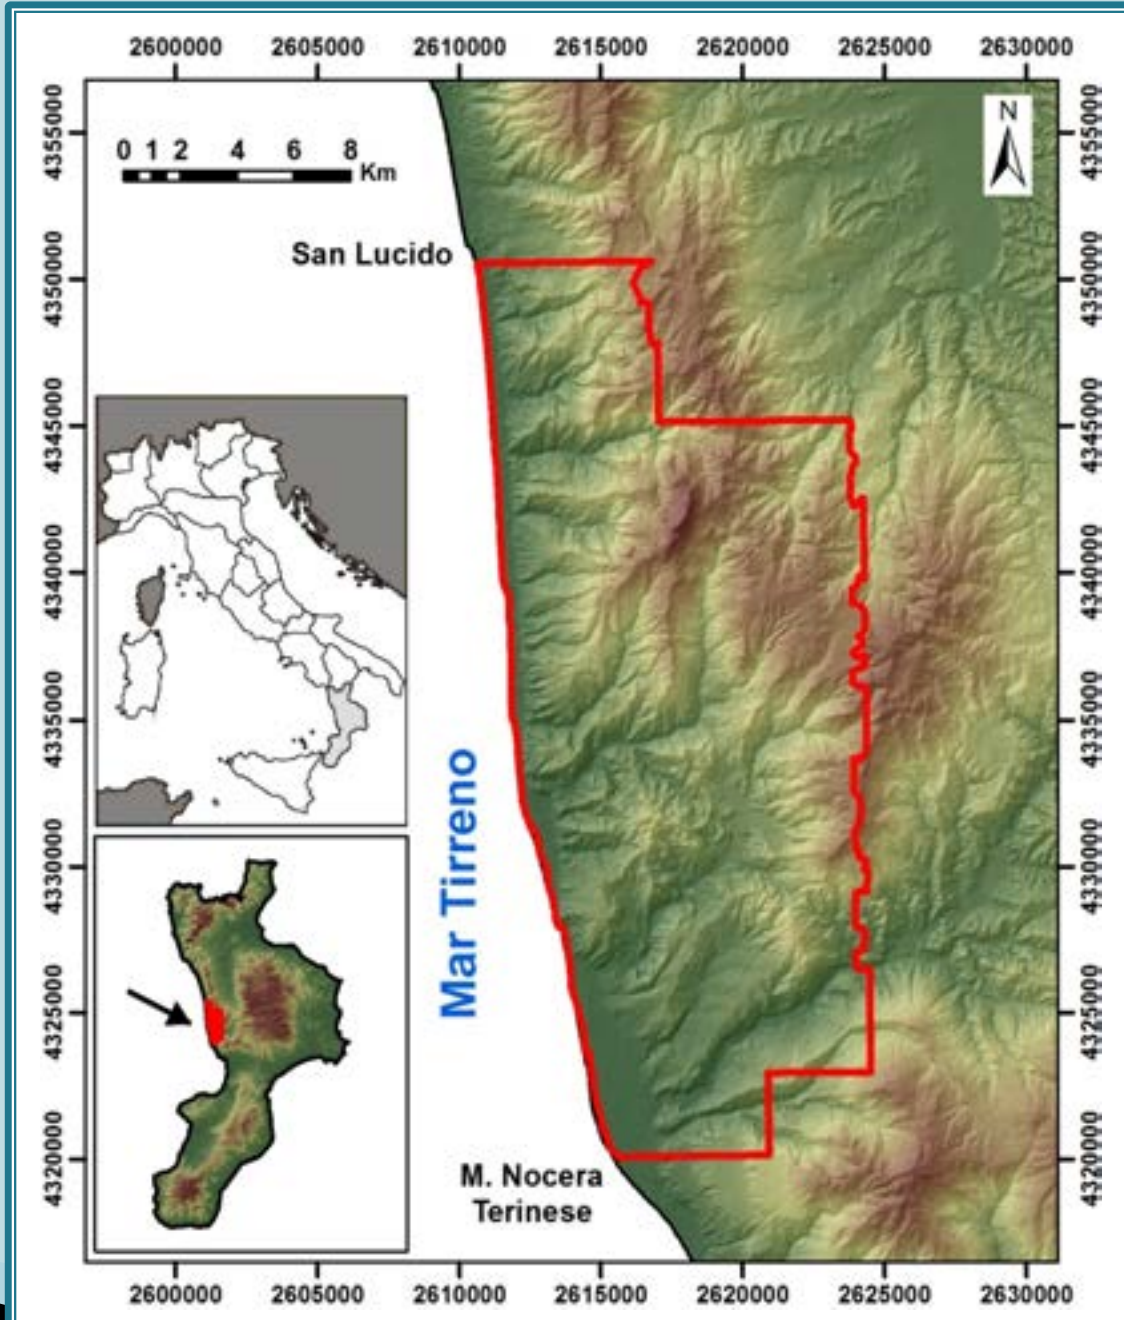 2600000 2605000 2610000 2615000 2620000 2625000 2630000
N
4355000 4355000
0 1 2 4 6 8
Km
San Lucido
4350000 4350000
4345000 4345000
4340000 4340000
4335000 4335000
Mar Tirreno
4330000 4330000
4325000 4325000
4320000 4320000
M. Nocera
Terinese
2600000 2605000 2610000 2615000 2620000 2625000 2630000